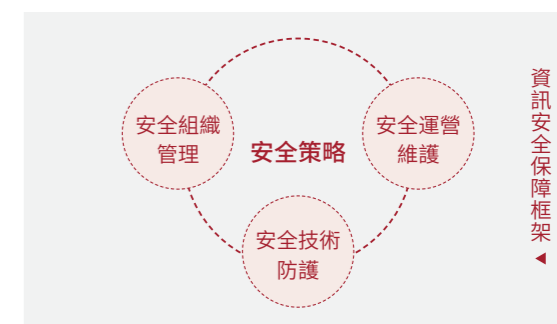 安全組織
管理
安全策略
安全運營
維護
安全技術
防護
資訊安全保障框架